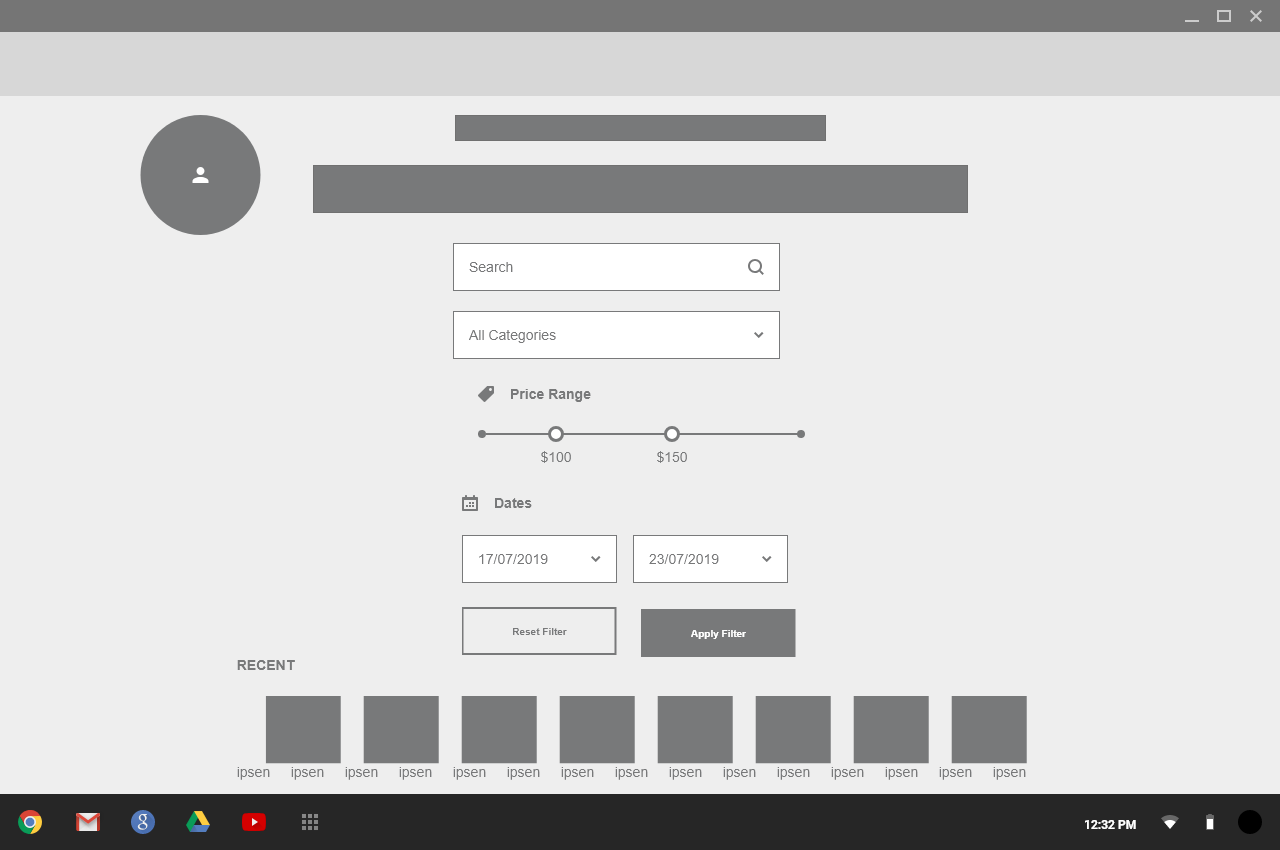 Search
All Categories
Price Range
$100 $150
Dates
17/07/2019 23/07/2019
Reset Filter Apply Filter
RECENT
ipsen ipsen ipsen ipsen ipsen ipsen ipsen ipsen ipsen ipsen ipsen ipsen ipsen ipsen ipsen
g 12:32 PM